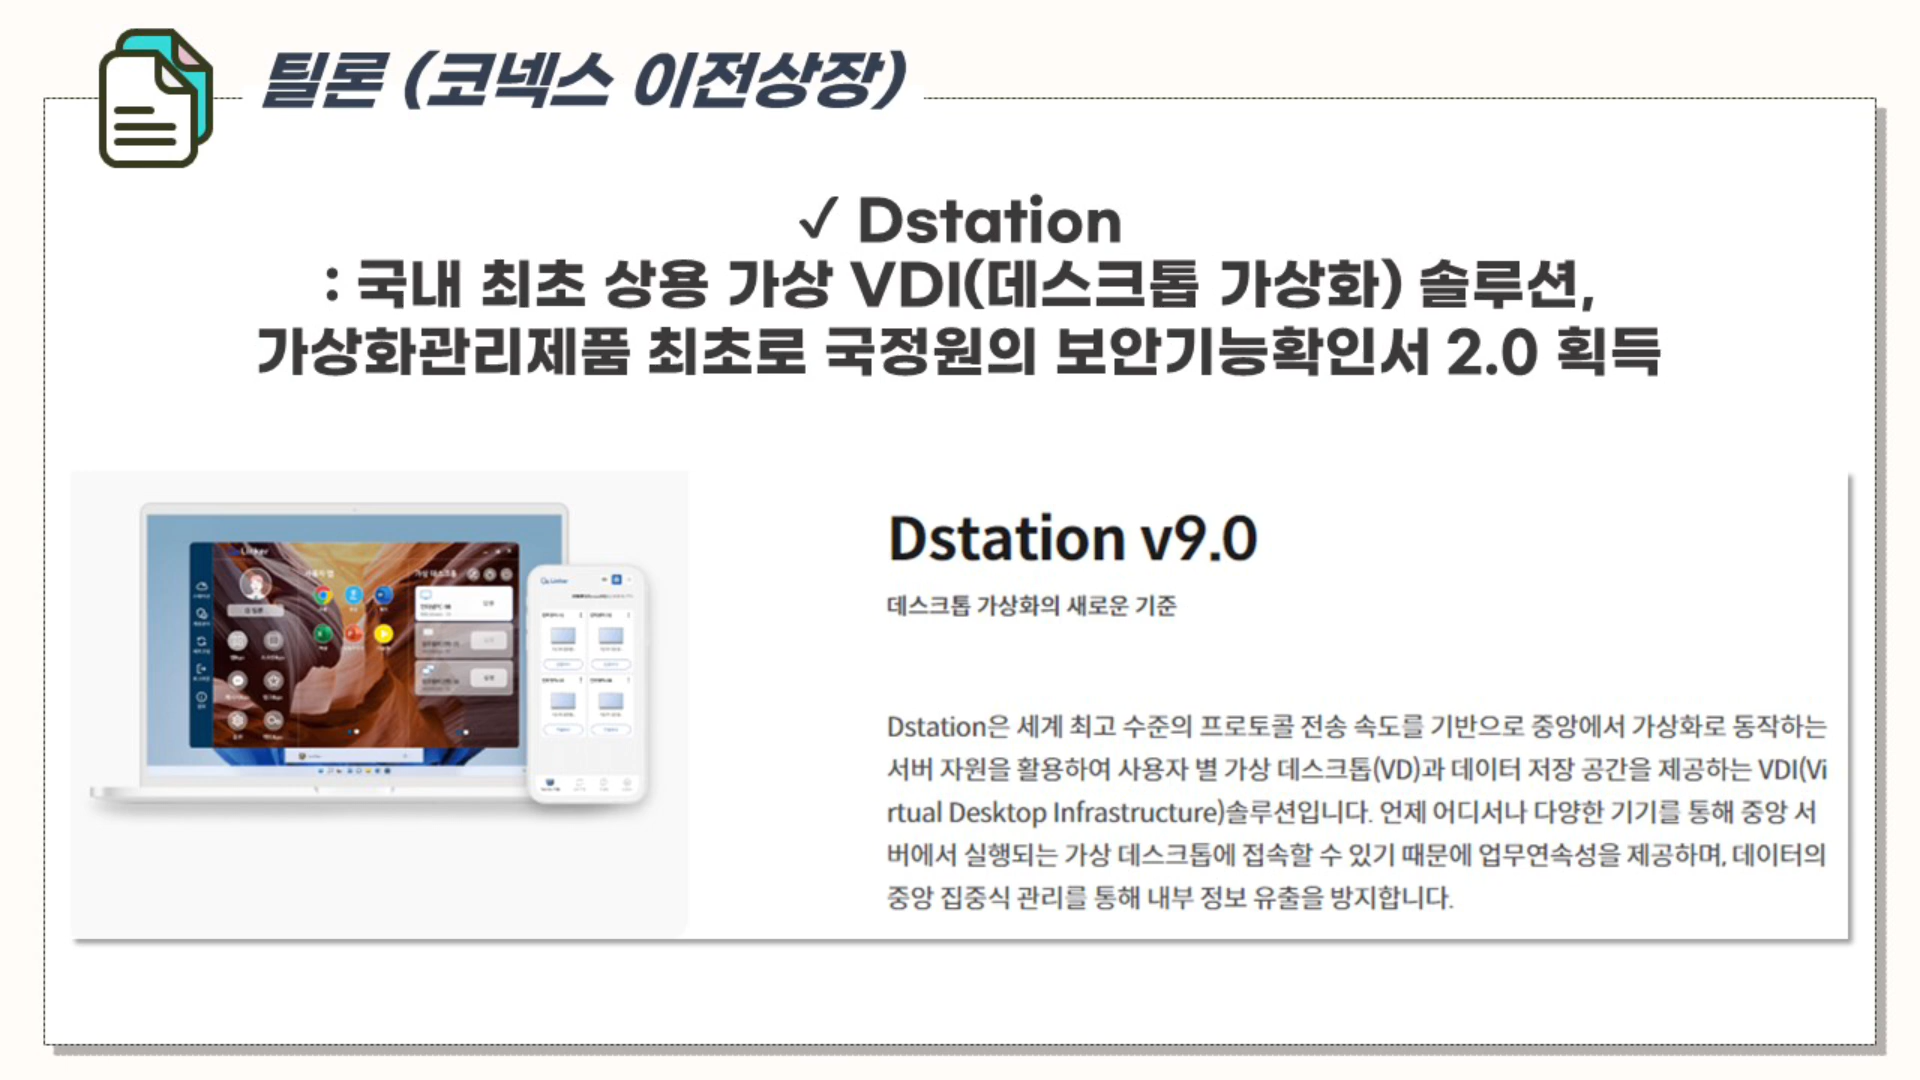 틸론 (코넥스 이전상장)
✓ Dstation
: 국내 최초 상용 가상 VDI(데스크톱 가상화) 솔루션,
가상화관리제품 최초로 국정원의 보안기능확인서 2.0 획득
Dstation v9.0
데스크톱 가상화의 새로운 기준
Dstation은 세계 최고 수준의 프로토콜 전송 속도를 기반으로 중앙에서 가상화로 동작하는
서버 자원을 활용하여 사용자 별 가상 데스크톱(VD)과 데이터 저장 공간을 제공하는 VDI(Vi
rtual Desktop Infrastructure)솔루션입니다. 언제 어디서나 다양한 기기를 통해 중앙 서
버에서 실행되는 가상 데스크톱에 접속할 수 있기 때문에 업무연속성을 제공하며, 데이터의
중앙 집중식 관리를 통해 내부 정보 유출을 방지합니다.